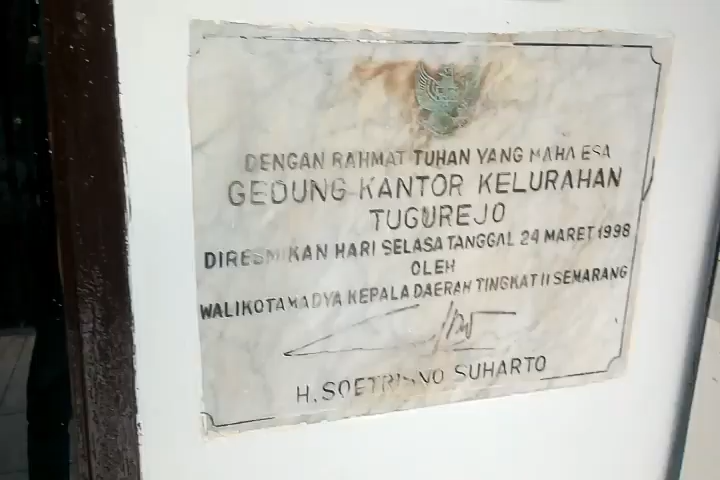 DENGAN RAHMAT TUHAN YANG MAHA ESA
GEDUNG KANTOR KELURAHAN
TUGUREJO
DIRESMIKAN HARI SELASA TANGGAL 24 MARET 1998
OLEH
WALIKOTAMADYA KEPALA DAERAH TINGKAT II SEMARANG
H. SOETRISNO SUHARTO